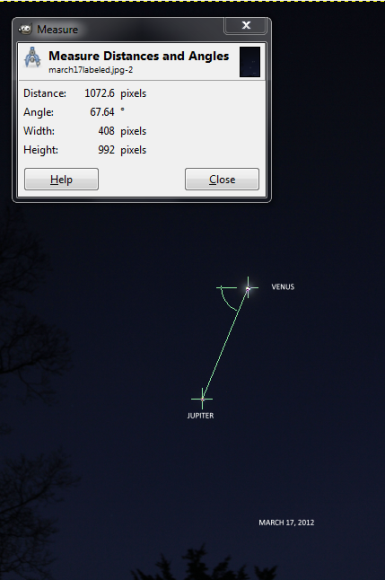 Measure
Measure Distances and Angles
march17labeled.jpg-2
Distance: 1072.6 pixels
Angle: 67.64 °
Width: 408 pixels
Height: 992 pixels
Help Close
VENUS
JUPITER
MARCH 17, 2012